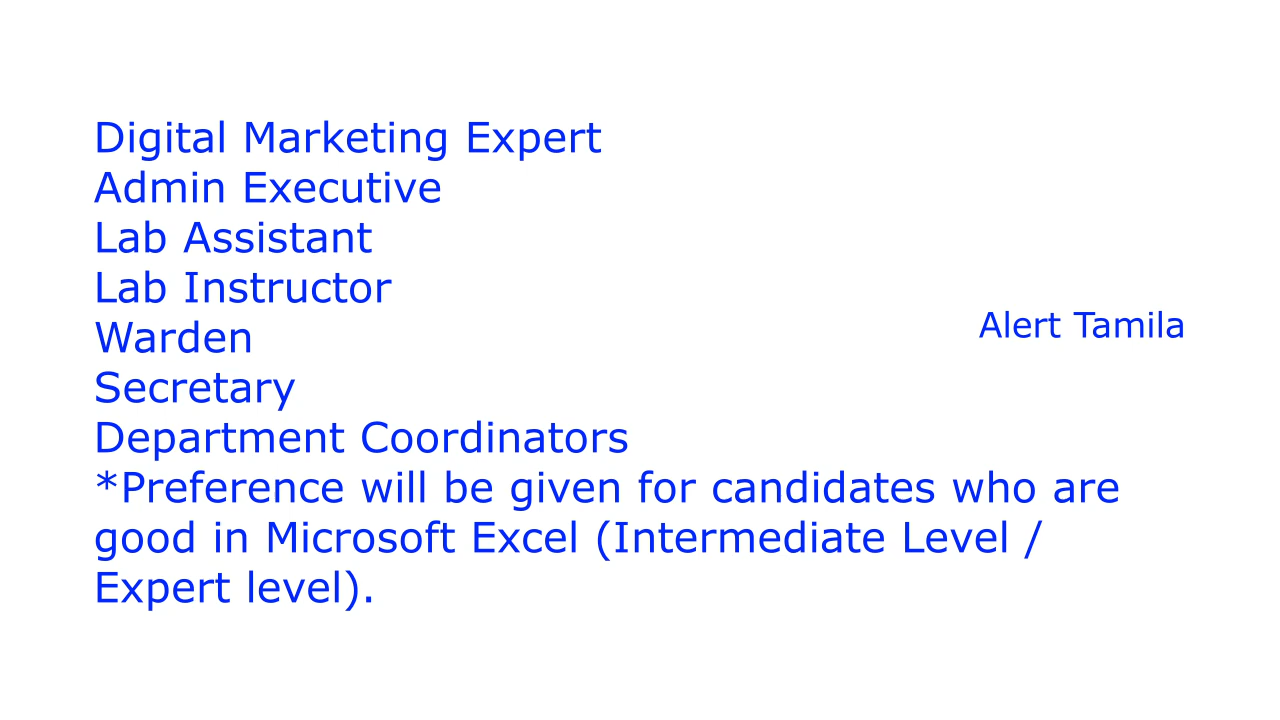 Digital Marketing Expert
Admin Executive
Lab Assistant
Lab Instructor
Warden
Alert Tamila
Secretary
Department Coordinators
*Preference will be given for candidates who are
good in Microsoft Excel (Intermediate Level /
Expert level).